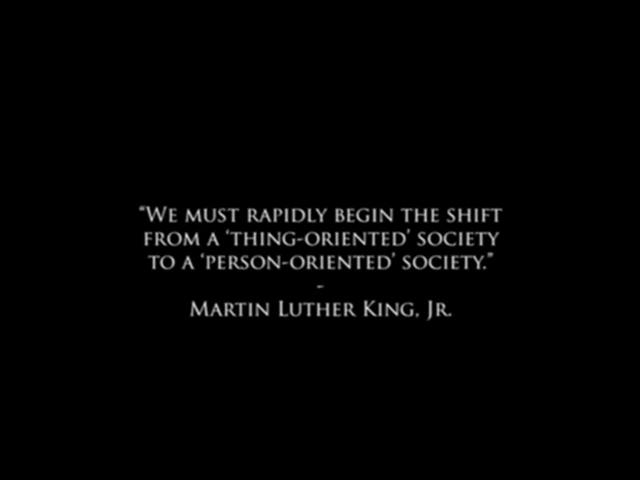 “We must rapidly begin the shift
from a ‘thing-oriented’ society
to a ‘person-oriented’ society.”
-
Martin Luther King, Jr.